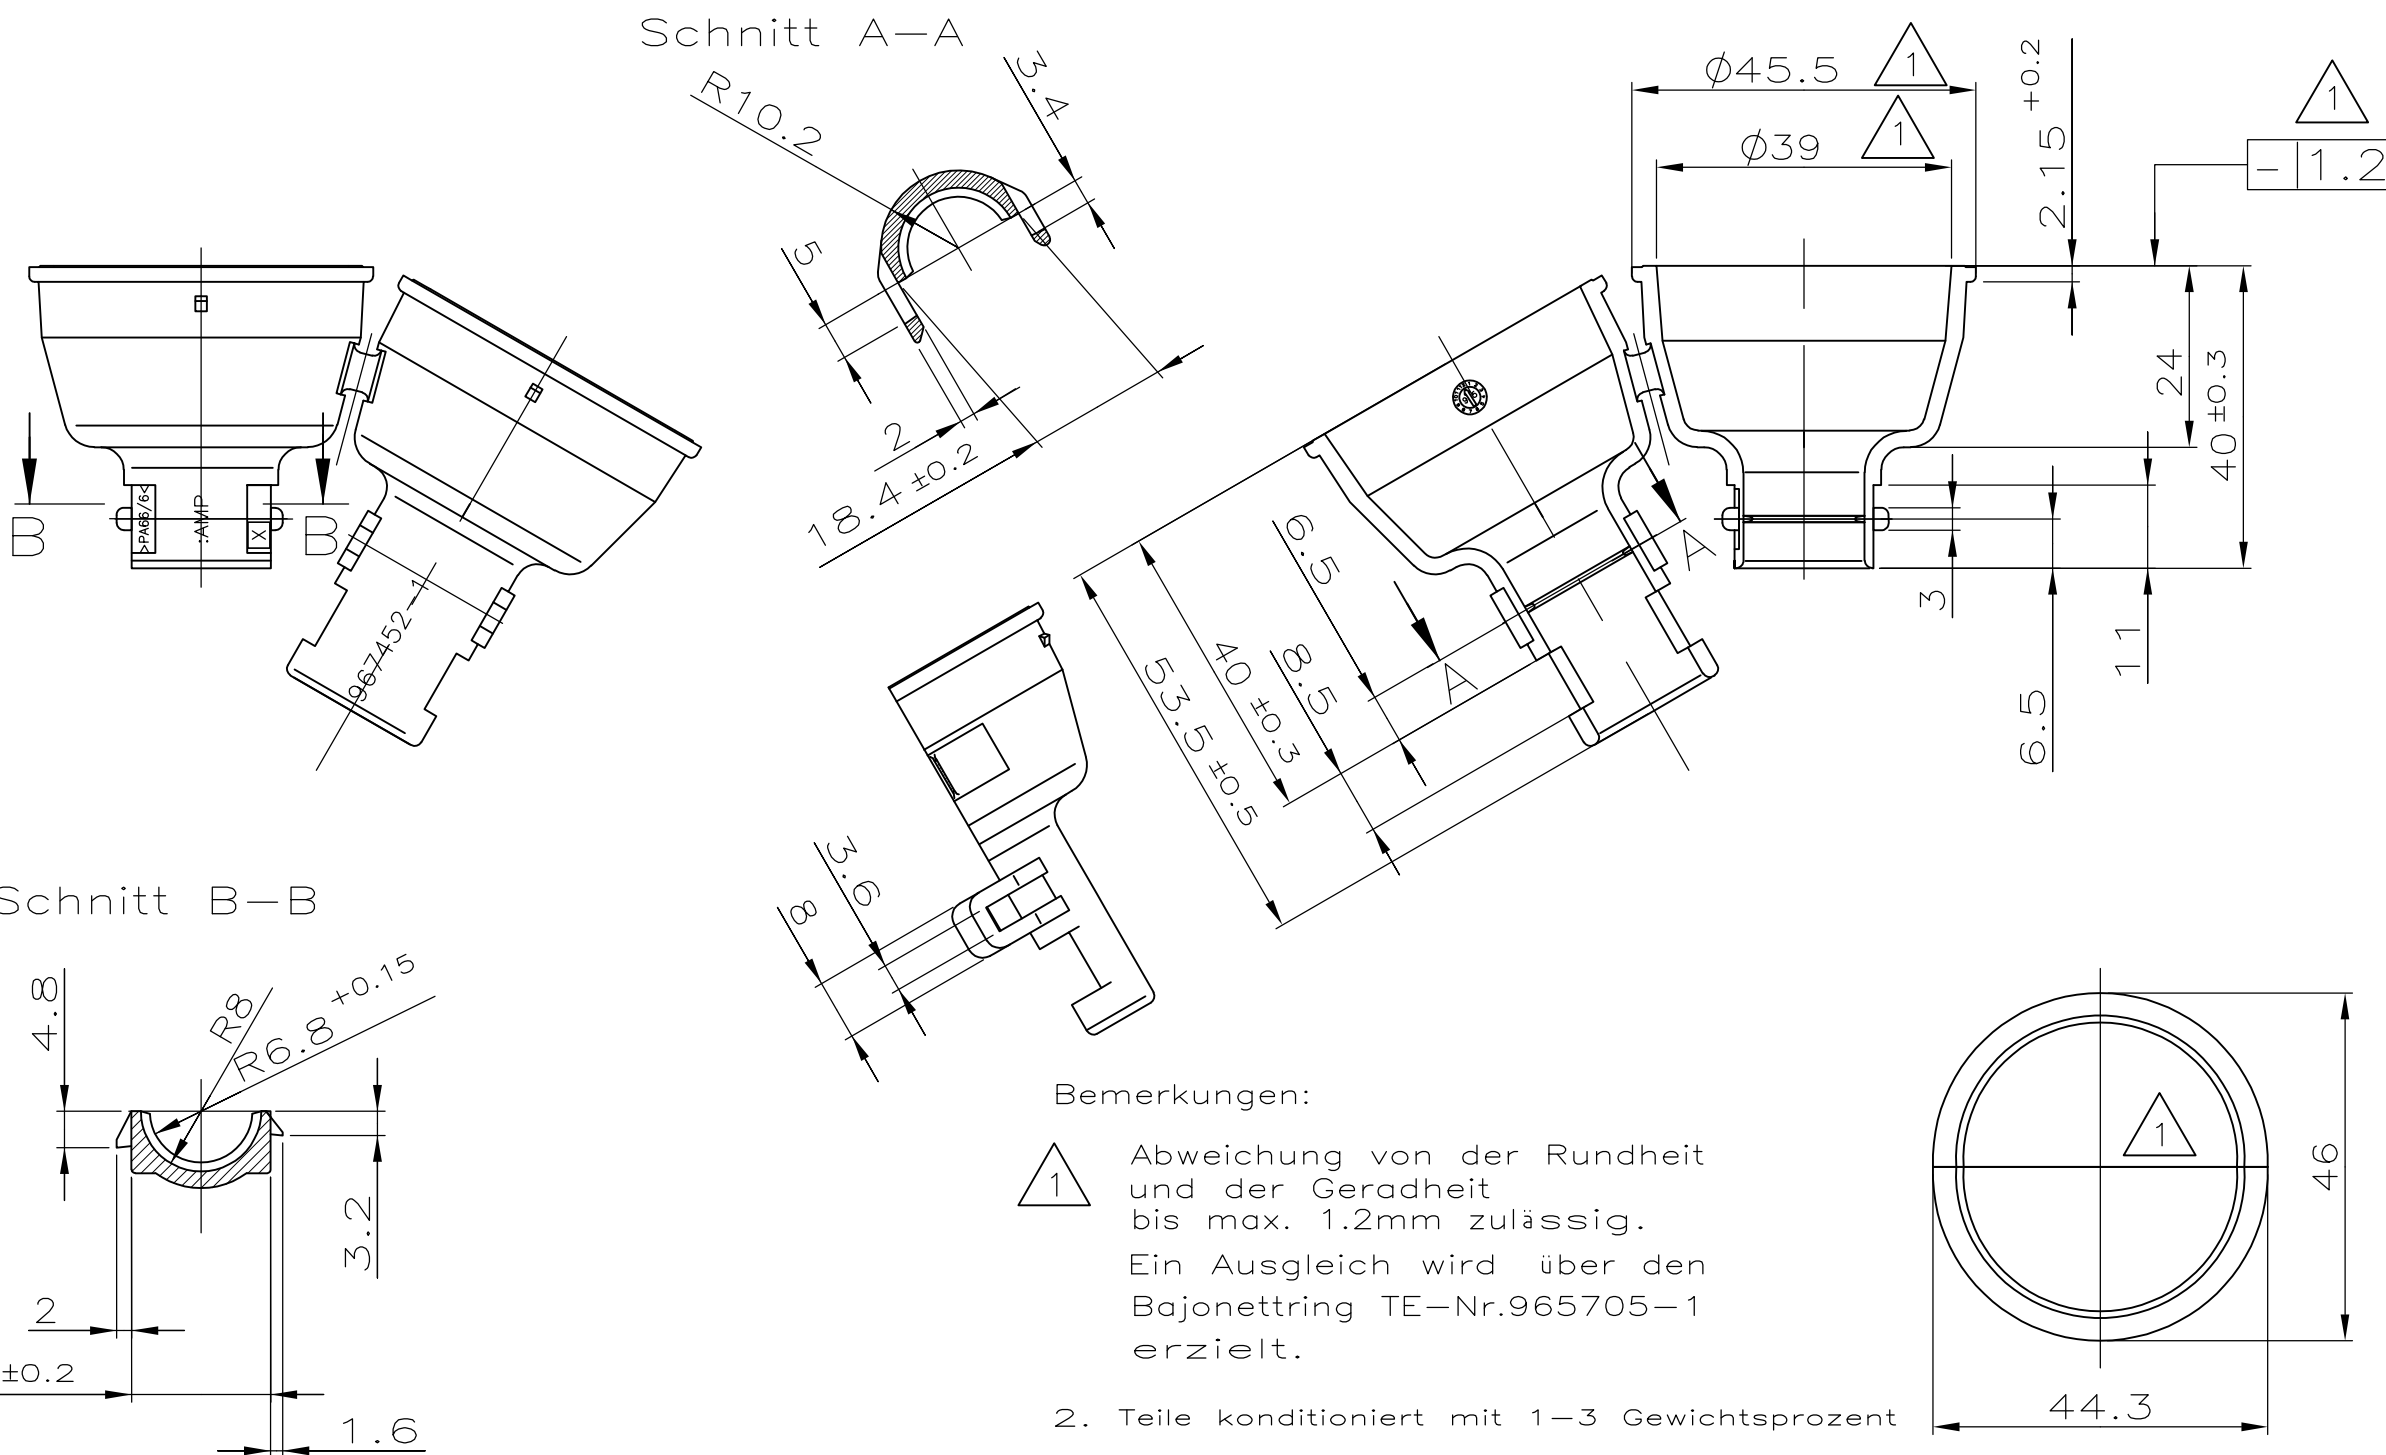 Schnitt A—A
R10.2
3.4
5
2
18.4 ±0.2
⌀45.5
1
⌀39
1
2.15 +0.2
1
- 1.2
24
40 ±0.3
3
11
6.5
B
B
>PA66/6<
:AMP
X
967452-1
6.5
A
A
8.5
40 ±0.3
53.5 ±0.5
3.6
8
Schnitt B—B
4.8
R8
R6.8 +0.15
3.2
2
±0.2
1.6
Bemerkungen:
1
Abweichung von der Rundheit
und der Geradheit
bis max. 1.2mm zulässig.
Ein Ausgleich wird über den
Bajonettring TE-Nr.965705-1
erzielt.
2. Teile konditioniert mit 1-3 Gewichtsprozent
1
46
44.3